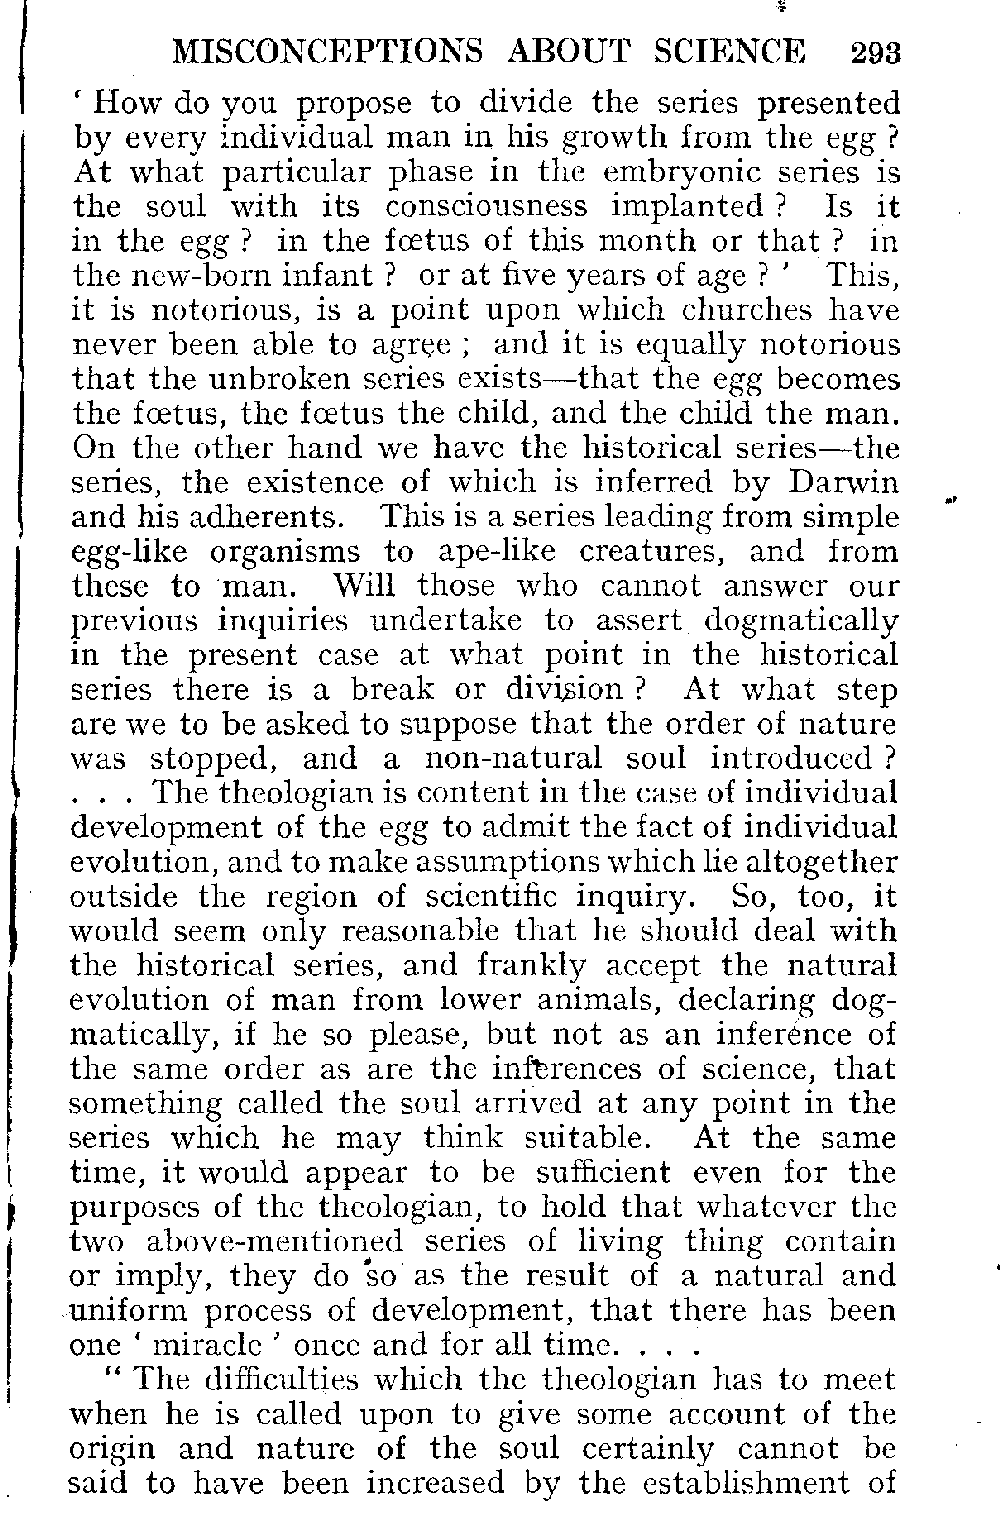 MISCONCEPTIONS ABOUT SCIENCE 293
‘ How do you propose to divide the series presented
by every individual man in his growth from the egg ?
At what particular phase in the embryonic series is
the soul with its consciousness implanted ? Is it
in the egg ? in the fœtus of this month or that ? in
the new-born infant ? or at five years of age ? ’ This,
it is notorious, is a point upon which churches have
never been able to agree ; and it is equally notorious
that the unbroken series exists—that the egg becomes
the fœtus, the fœtus the child, and the child the man.
On the other hand we have the historical series—the
series, the existence of which is inferred by Darwin
and his adherents. This is a series leading from simple
egg-like organisms to ape-like creatures, and from
these to man. Will those who cannot answer our
previous inquiries undertake to assert dogmatically
in the present case at what point in the historical
series there is a break or division ? At what step
are we to be asked to suppose that the order of nature
was stopped, and a non-natural soul introduced ?
. . . The theologian is content in the case of individual
development of the egg to admit the fact of individual
evolution, and to make assumptions which lie altogether
outside the region of scientific inquiry. So, too, it
would seem only reasonable that he should deal with
the historical series, and frankly accept the natural
evolution of man from lower animals, declaring dog-
matically, if he so please, but not as an inference of
the same order as are the inferences of science, that
something called the soul arrived at any point in the
series which he may think suitable. At the same
time, it would appear to be sufficient even for the
purposes of the theologian, to hold that whatever the
two above-mentioned series of living thing contain
or imply, they do so as the result of a natural and
uniform process of development, that there has been
one ‘ miracle ’ once and for all time. . . .
“ The difficulties which the theologian has to meet
when he is called upon to give some account of the
origin and nature of the soul certainly cannot be
said to have been increased by the establishment of